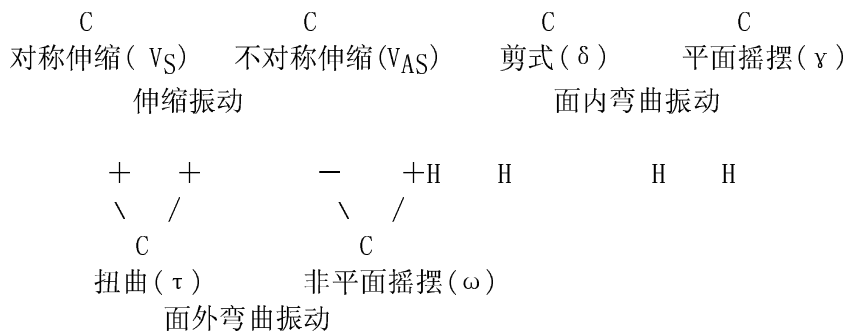 C C C C
对称伸缩( VS) 不对称伸缩(VAS) 剪式(δ) 平面摇摆(γ)
伸缩振动 面内弯曲振动
+ + − +H H H H
\ / \ /
C C
扭曲(τ) 非平面摇摆(ω)
面外弯曲振动